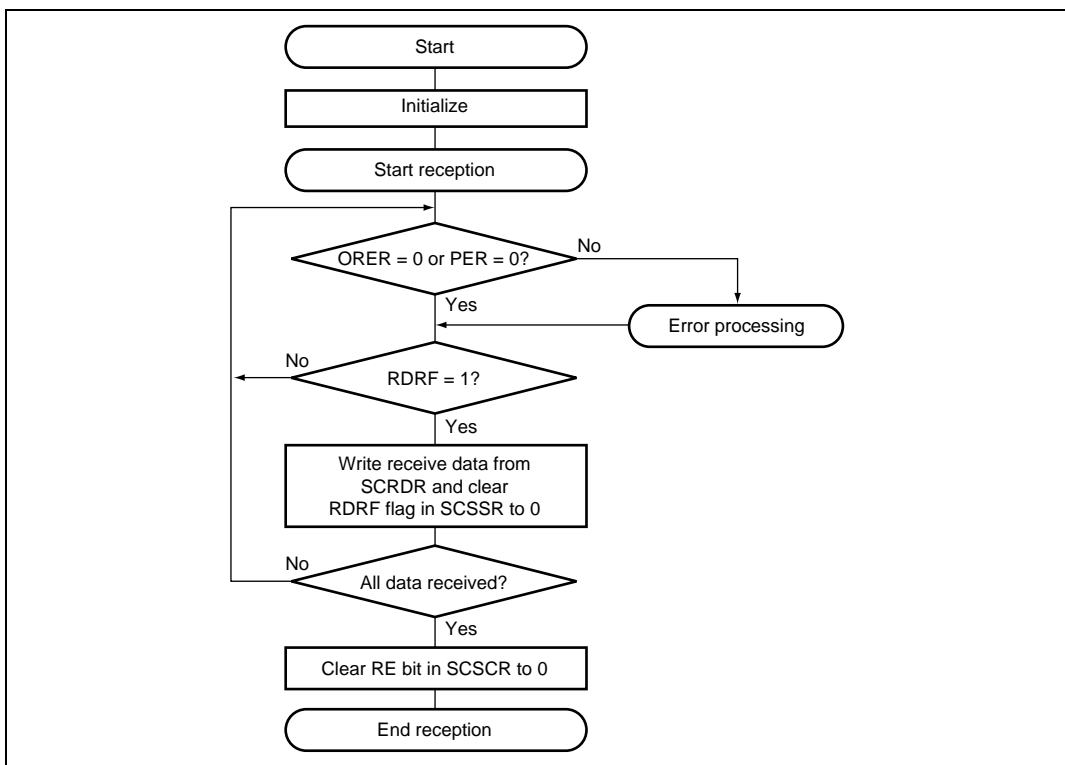 Start
Initialize
Start reception
ORER = 0 or PER = 0?
No
Yes
Error processing
No
RDRF = 1?
Yes
Write receive data from
SCRDR and clear
RDRF flag in SCSSR to 0
No
All data received?
Yes
Clear RE bit in SCSCR to 0
End reception